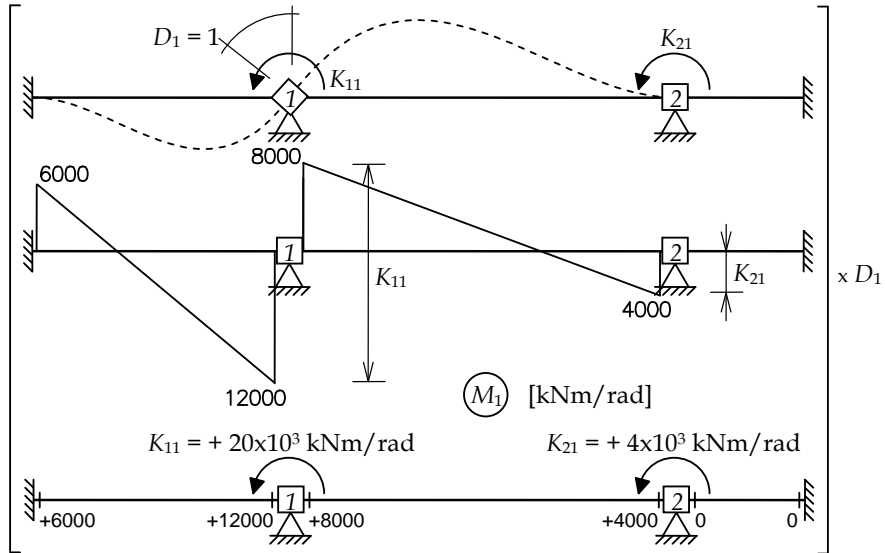 D₁ = 1
K₁₁
K₂₁
1
2
8000
6000
1
2
K₁₁
K₂₁
x D₁
4000
12000
M₁ [kNm/rad]
K₁₁ = + 20x10³ kNm/rad
K₂₁ = + 4x10³ kNm/rad
1
2
+6000
+12000
+8000
+4000
0
0